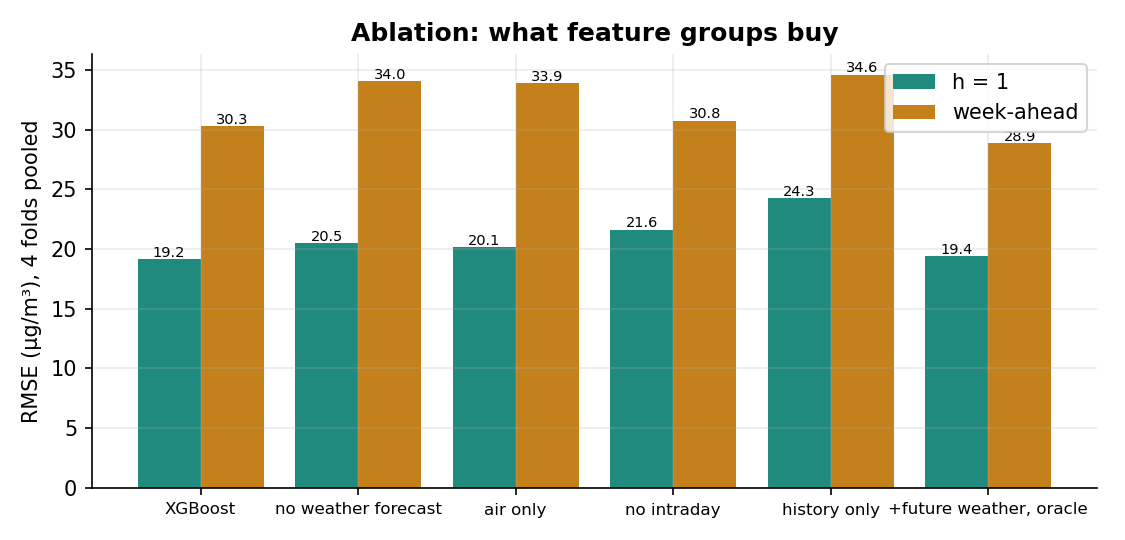 Ablation: what feature groups buy
RMSE (µg/m³), 4 folds pooled
35
30
25
20
15
10
5
0
h = 1
week-ahead
19.2
30.3
20.5
34.0
20.1
33.9
21.6
30.8
24.3
34.6
19.4
28.9
XGBoost
no weather forecast
air only
no intraday
history only
+future weather, oracle